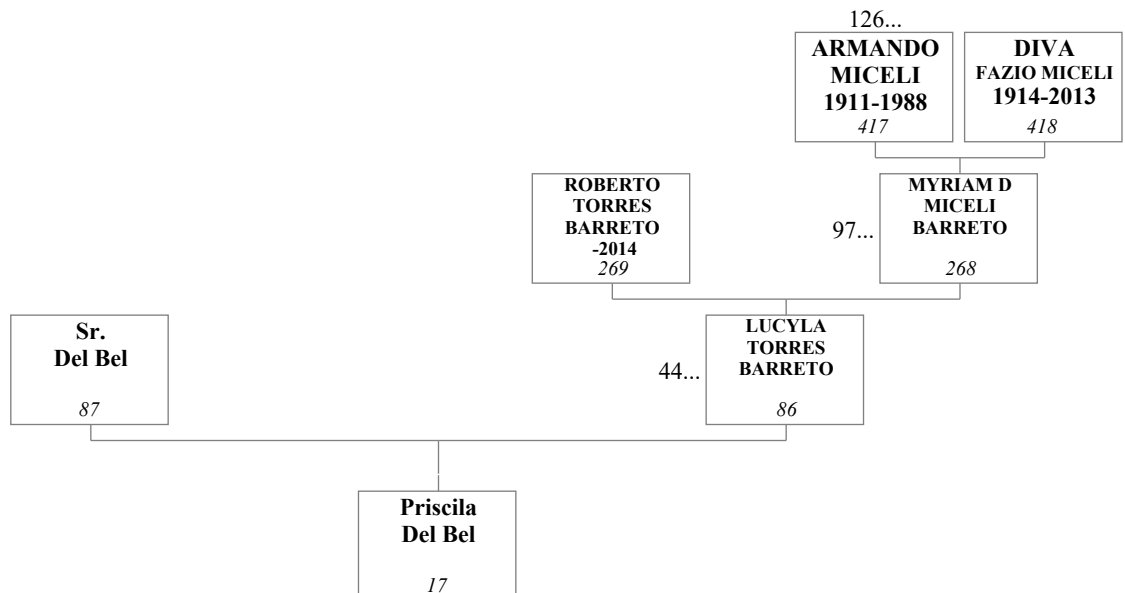 126...
ARMANDO
MICELI
1911-1988
417
DIVA
FAZIO MICELI
1914-2013
418
ROBERTO
TORRES
BARRETO
-2014
269
97...
MYRIAM D
MICELI
BARRETO
268
Sr.
Del Bel
87
44...
LUCYLA
TORRES
BARRETO
86
Priscila
Del Bel
17